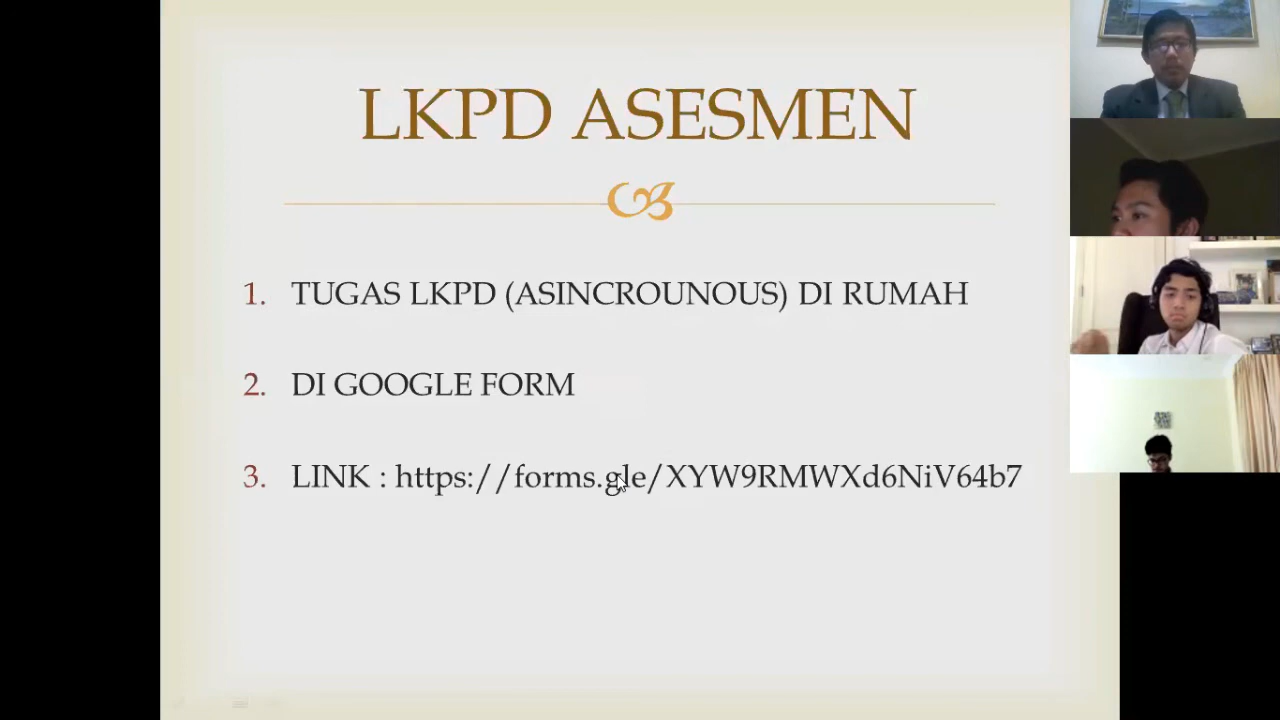 LKPD ASESMEN
1. TUGAS LKPD (ASINCROUNOUS) DI RUMAH
2. DI GOOGLE FORM
3. LINK : https://forms.gle/XYW9RMWXd6NiV64b7